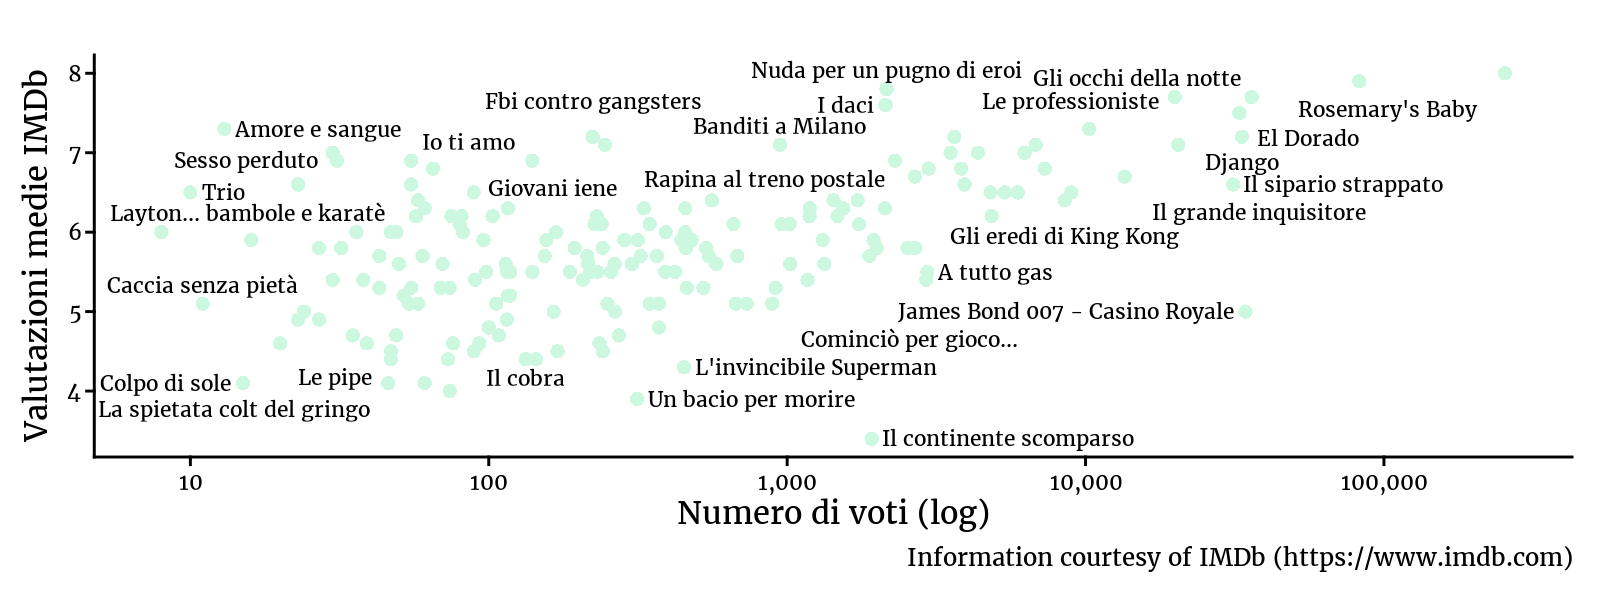 Valutazioni medie IMDb
8
7
6
5
4
Nuda per un pugno di eroi
Gli occhi della notte
Fbi contro gangsters
I daci
Le professioniste
Rosemary's Baby
Amore e sangue
Io ti amo
Banditi a Milano
El Dorado
Sesso perduto
Django
Trio
Giovani iene
Rapina al treno postale
Il sipario strappato
Layton... bambole e karatè
Il grande inquisitore
Gli eredi di King Kong
Caccia senza pietà
A tutto gas
James Bond 007 - Casino Royale
Cominciò per gioco...
L'invincibile Superman
Colpo di sole
Le pipe
Il cobra
La spietata colt del gringo
Un bacio per morire
Il continente scomparso
10
100
1,000
10,000
100,000
Numero di voti (log)
Information courtesy of IMDb (https://www.imdb.com)